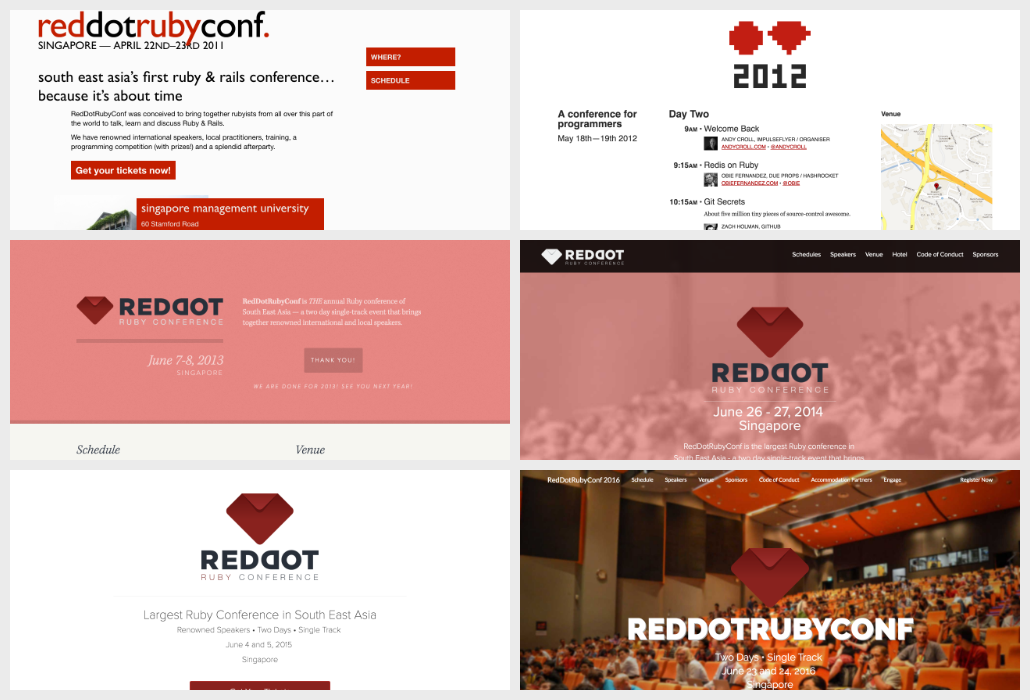 reddotrubyconf.
SINGAPORE — APRIL 22ND–23RD 2011
WHERE?
SCHEDULE
south east asia's first ruby & rails conference…
because it's about time
RedDotRubyConf was conceived to bring together rubyists from all over this part of
the world to talk, learn and discuss Ruby & Rails.
We have renowned international speakers, local practitioners, training, a
programming competition (with prizes!) and a splendid afterparty.
Get your tickets now!
singapore management university
60 Stamford Road
2012
A conference for
programmers
May 18th—19th 2012
Day Two
9AM • Welcome Back
ANDY CROLL, IMPULSEFLYER / ORGANISER
ANDYCROLL.COM • @ANDYCROLL
9:15AM • Redis on Ruby
OBIE FERNANDEZ, DUE PROPS / HASHROCKET
OBIEFERNANDEZ.COM • @OBIE
10:15AM • Git Secrets
About five million tiny pieces of source-control awesome.
ZACH HOLMAN, GITHUB
Venue
REDDOT
RUBY CONFERENCE
June 7-8, 2013
SINGAPORE
RedDotRubyConf is THE annual Ruby conference of
South East Asia — a two day single-track event that brings
together renowned international and local speakers.
THANK YOU!
WE ARE DONE FOR 2013! SEE YOU NEXT YEAR!
Schedule
Venue
REDDOT
RUBY CONFERENCE
Schedules Speakers Venue Hotel Code of Conduct Sponsors
REDDOT
RUBY CONFERENCE
June 26 - 27, 2014
Singapore
RedDotRubyConf is the largest Ruby conference in
South East Asia - a two day single-track event that brings
REDDOT
RUBY CONFERENCE
Largest Ruby Conference in South East Asia
Renowned Speakers • Two Days • Single Track
June 4 and 5, 2015
Singapore
RedDotRubyConf 2016 Schedule Speakers Venue Sponsors Code of Conduct Accommodation Partners Engage Register Now
REDDOTRUBYCONF
Two Days • Single Track
June 23 and 24, 2016
Singapore